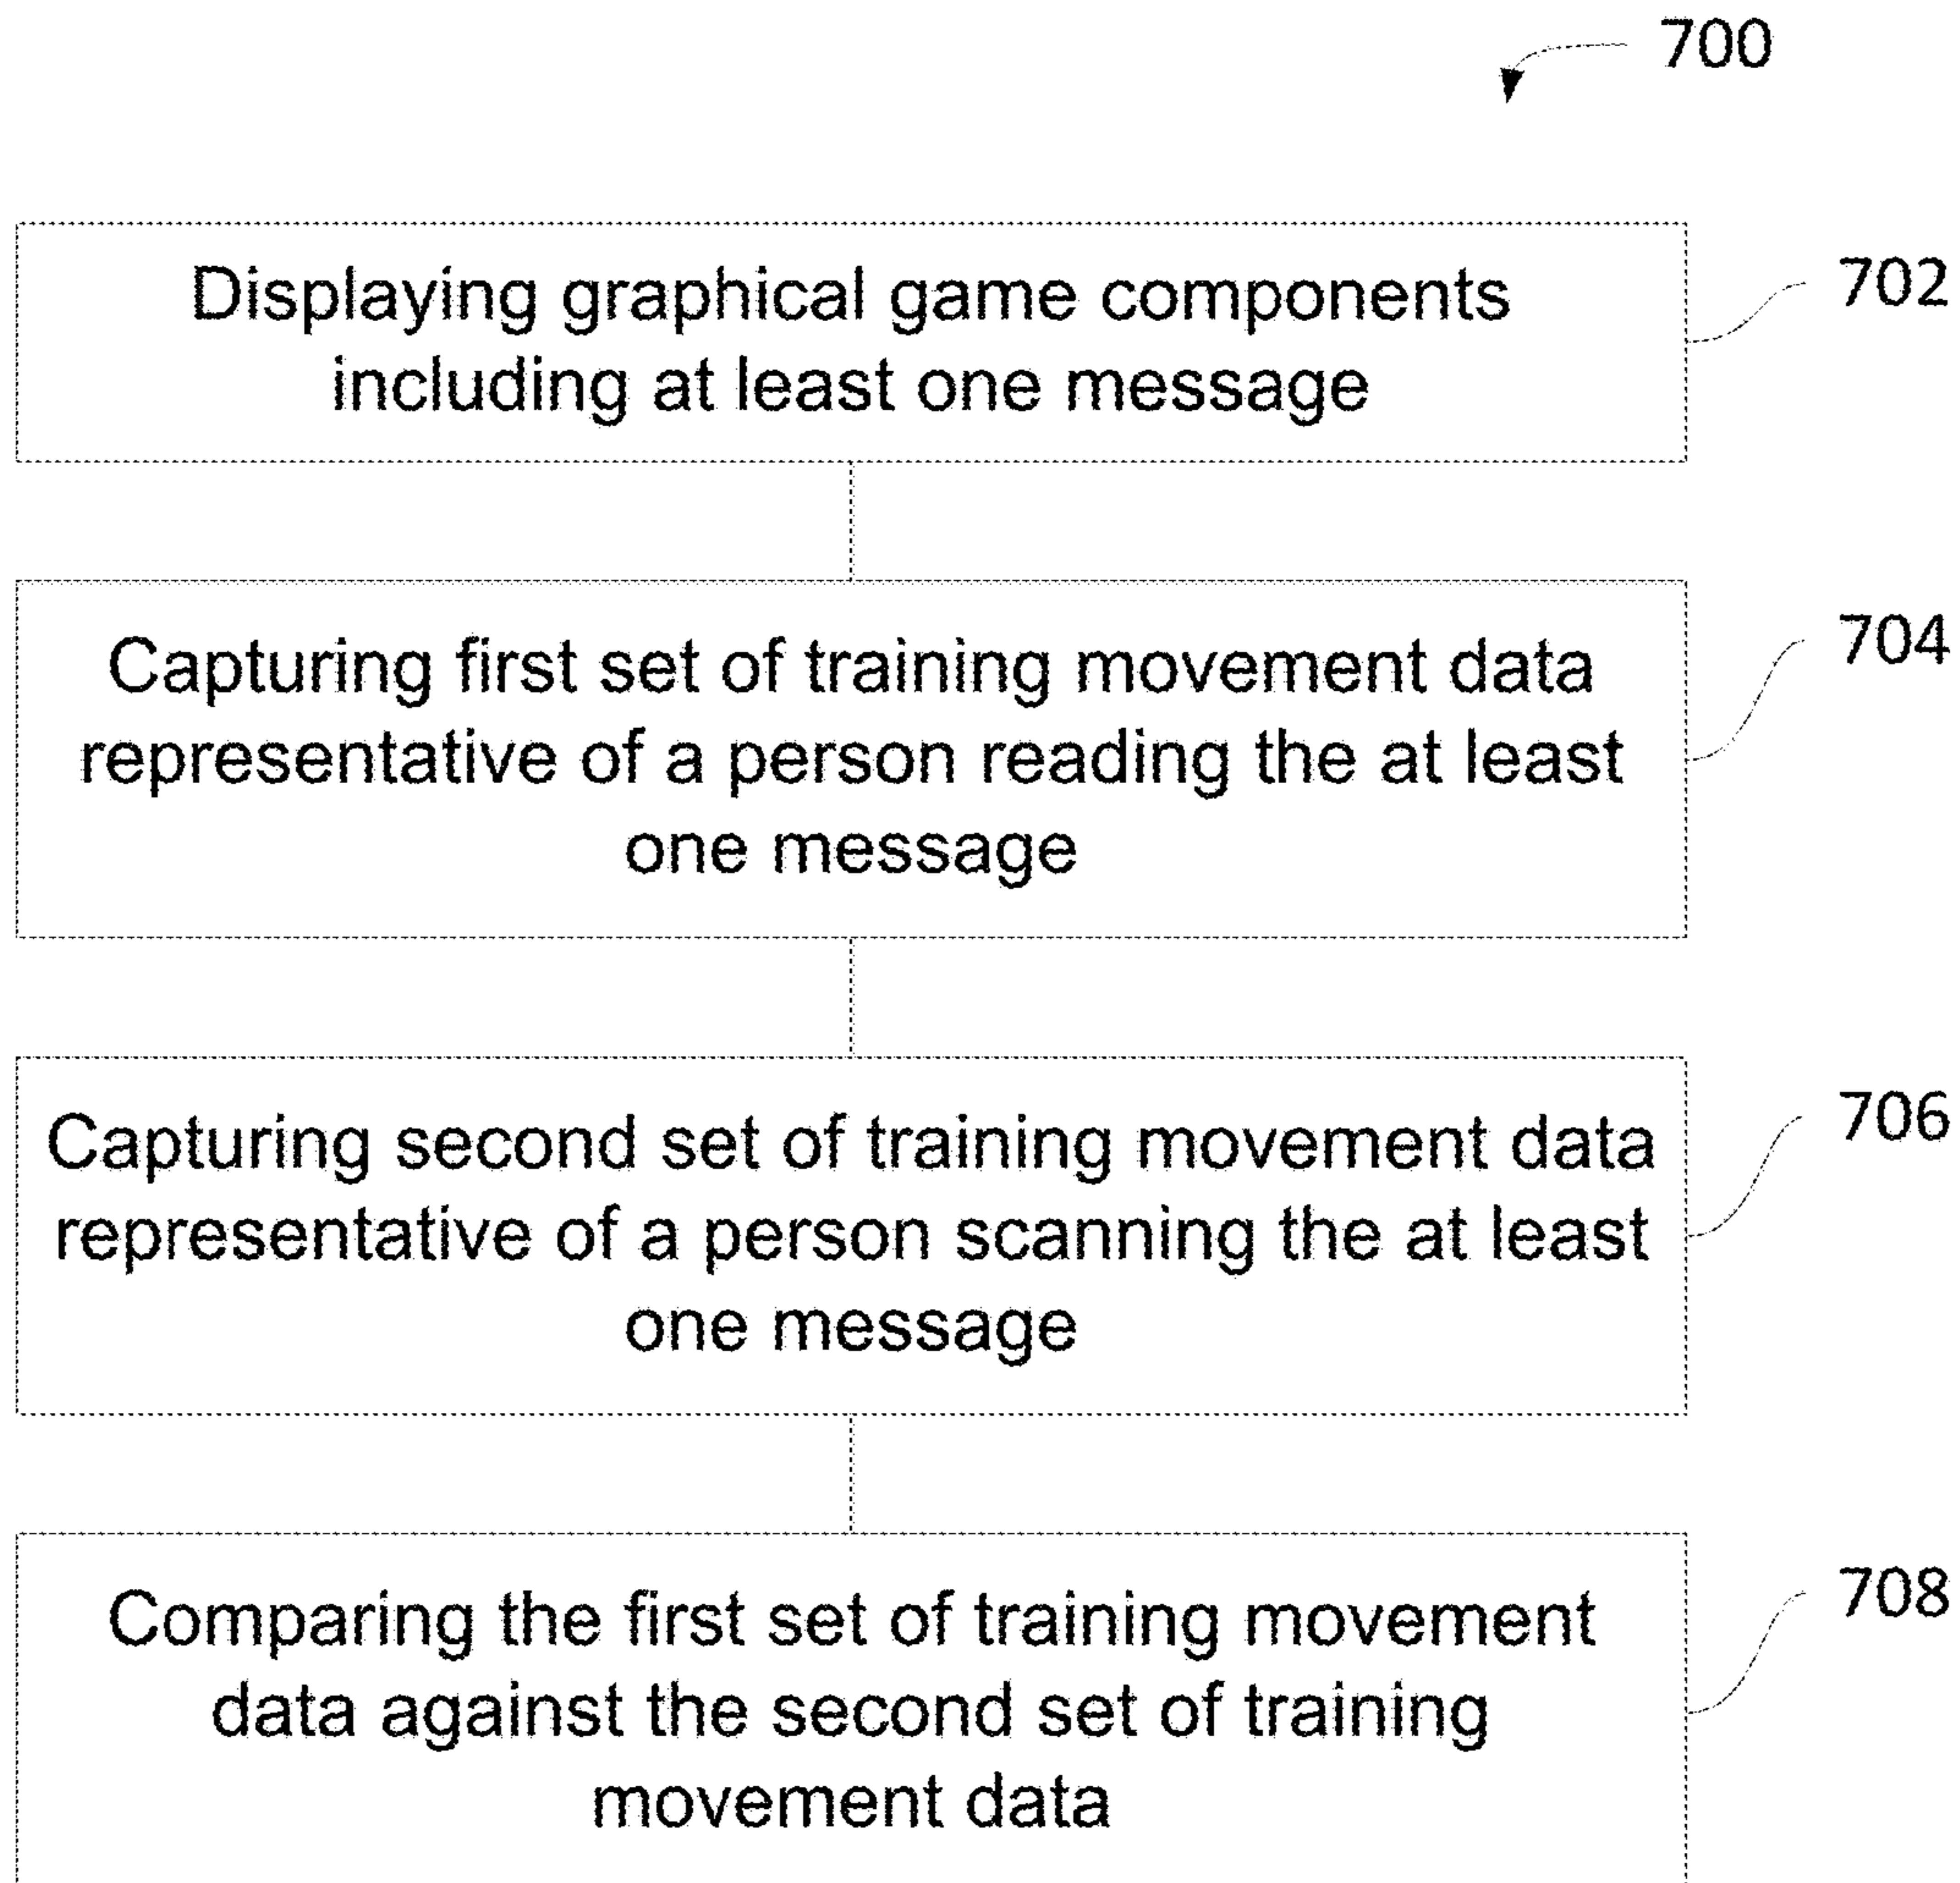 700
Displaying graphical game components
including at least one message
702
Capturing first set of training movement data
representative of a person reading the at least
one message
704
Capturing second set of training movement data
representative of a person scanning the at least
one message
706
Comparing the first set of training movement
data against the second set of training
movement data
708